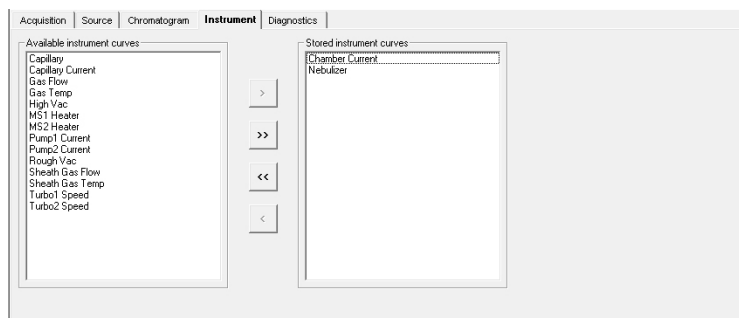 Acquisition Source Chromatogram Instrument Diagnostics
Available instrument curves
Capillary
Capillary Current
Gas Flow
Gas Temp
High Vac
MS1 Heater
MS2 Heater
Pump1 Current
Pump2 Current
Rough Vac
Sheath Gas Flow
Sheath Gas Temp
Turbo1 Speed
Turbo2 Speed
>
>>
<<
<
Stored instrument curves
Chamber Current
Nebulizer